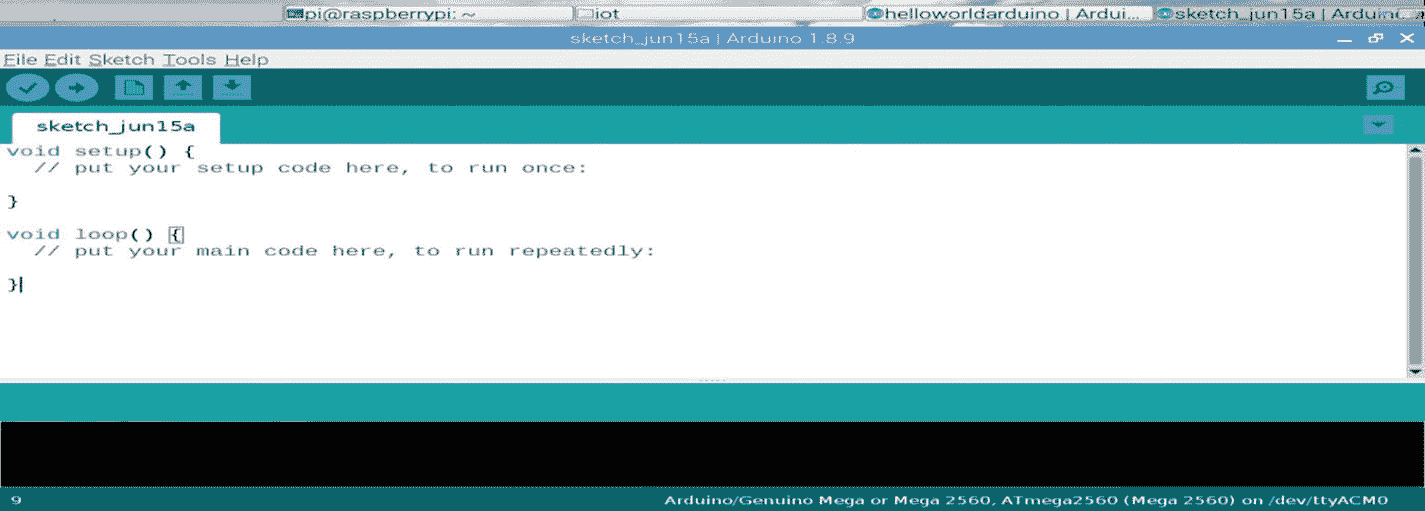 pi@raspberrypi: ~
iot
helloworldarduino | Ardui...
sketch_jun15a | Arduino
sketch_jun15a | Arduino 1.8.9
File Edit Sketch Tools Help
sketch_jun15a
void setup() {
  // put your setup code here, to run once:
}
void loop() {
  // put your main code here, to run repeatedly:
}
9
Arduino/Genuino Mega or Mega 2560, ATmega2560 (Mega 2560) on /dev/ttyACM0